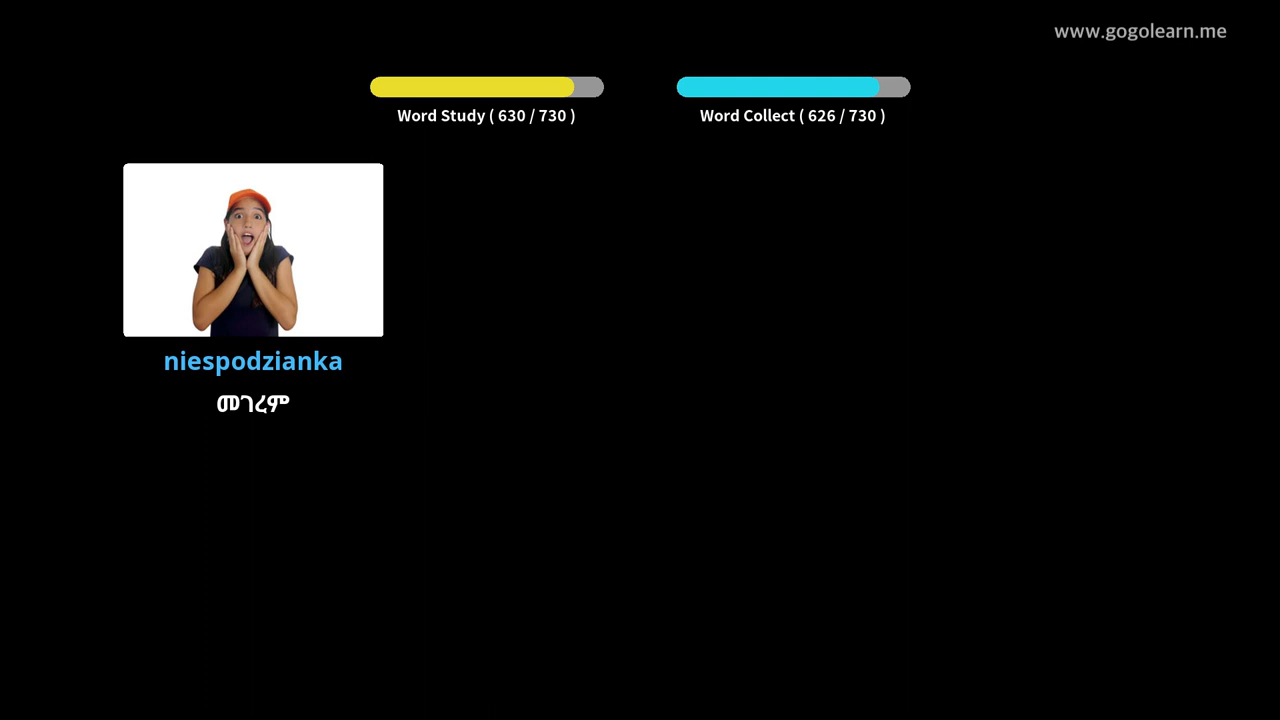 www.gogolearn.me
Word Study ( 630 / 730 )
Word Collect ( 626 / 730 )
niespodzianka
መገረም